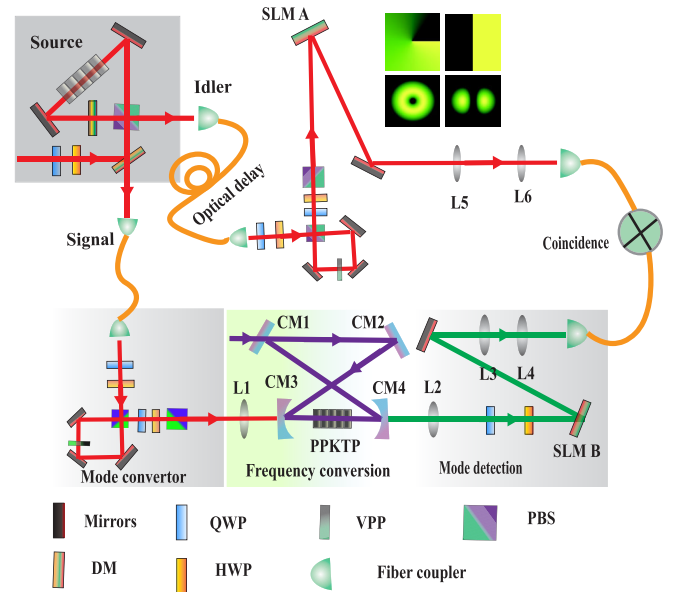 SLM A
Source
Idler
Optical delay
L5
L6
Signal
Coincidence
CM1
CM2
L1
CM3
CM4
L2
L3
L4
PPKTP
SLM B
Mode convertor
Frequency conversion
Mode detection
Mirrors
QWP
VPP
PBS
DM
HWP
Fiber coupler